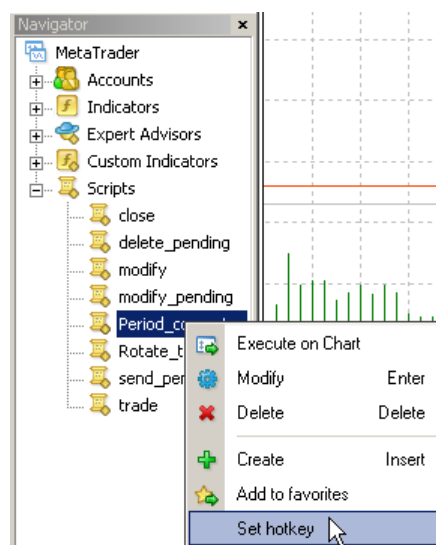 Navigator
MetaTrader
Accounts
Indicators
Expert Advisors
Custom Indicators
Scripts
close
delete_pending
modify
modify_pending
Execute on Chart
Modify Enter
Delete Delete
Create Insert
Add to favorites
Set hotkey
trade